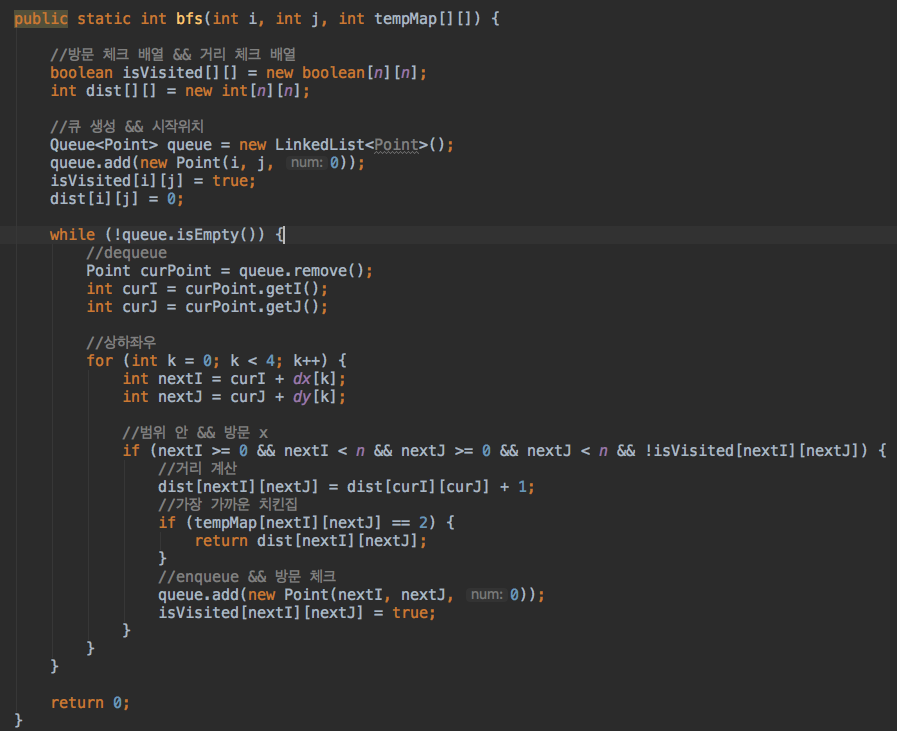 public static int bfs(int i, int j, int tempMap[][]) {
//방문 체크 배열 && 거리 체크 배열
boolean isVisited[][] = new boolean[n][n];
int dist[][] = new int[n][n];
//큐 생성 && 시작위치
Queue<Point> queue = new LinkedList<Point>();
queue.add(new Point(i, j, num: 0));
isVisited[i][j] = true;
dist[i][j] = 0;
while (!queue.isEmpty()) {
//dequeue
Point curPoint = queue.remove();
int curI = curPoint.getI();
int curJ = curPoint.getJ();
//상하좌우
for (int k = 0; k < 4; k++) {
int nextI = curI + dx[k];
int nextJ = curJ + dy[k];
//범위 안 && 방문 x
if (nextI >= 0 && nextI < n && nextJ >= 0 && nextJ < n && !isVisited[nextI][nextJ]) {
//거리 계산
dist[nextI][nextJ] = dist[curI][curJ] + 1;
//가장 가까운 치킨집
if (tempMap[nextI][nextJ] == 2) {
return dist[nextI][nextJ];
}
//enqueue && 방문 체크
queue.add(new Point(nextI, nextJ, num: 0));
isVisited[nextI][nextJ] = true;
}
}
}
return 0;
}